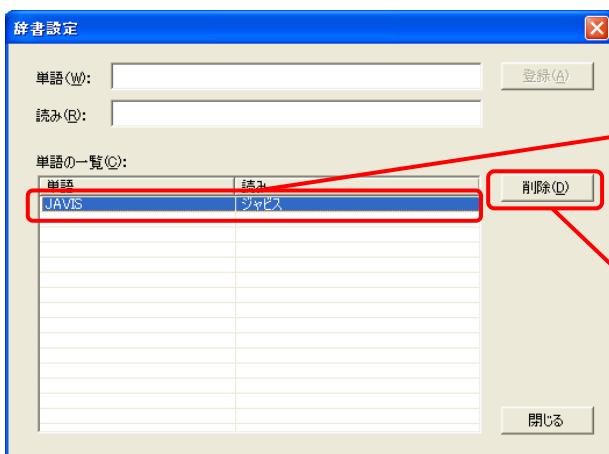 辞書設定
単語(W):
登録(A)
読み(R):
単語の一覧(C):
単語 読み
削除(D)
JAVIS ジャビス
閉じる